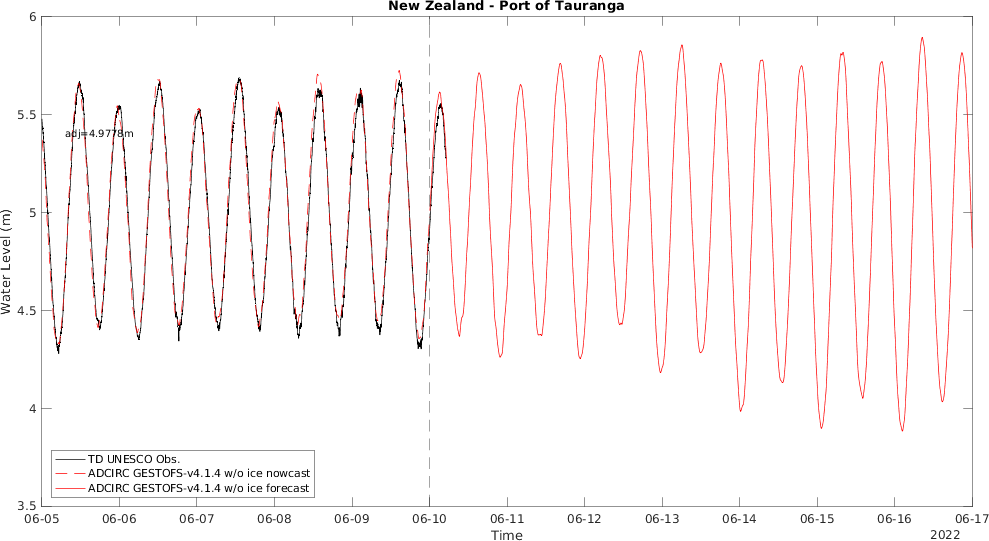 New Zealand - Port of Tauranga
6
5.5
5
4.5
4
3.5
Water Level (m)
adj=4.9778m
TD UNESCO Obs.
ADCIRC GESTOFS-v4.1.4 w/o ice nowcast
ADCIRC GESTOFS-v4.1.4 w/o ice forecast
06-05 06-06 06-07 06-08 06-09 06-10 06-11 06-12 06-13 06-14 06-15 06-16 06-17
Time
2022